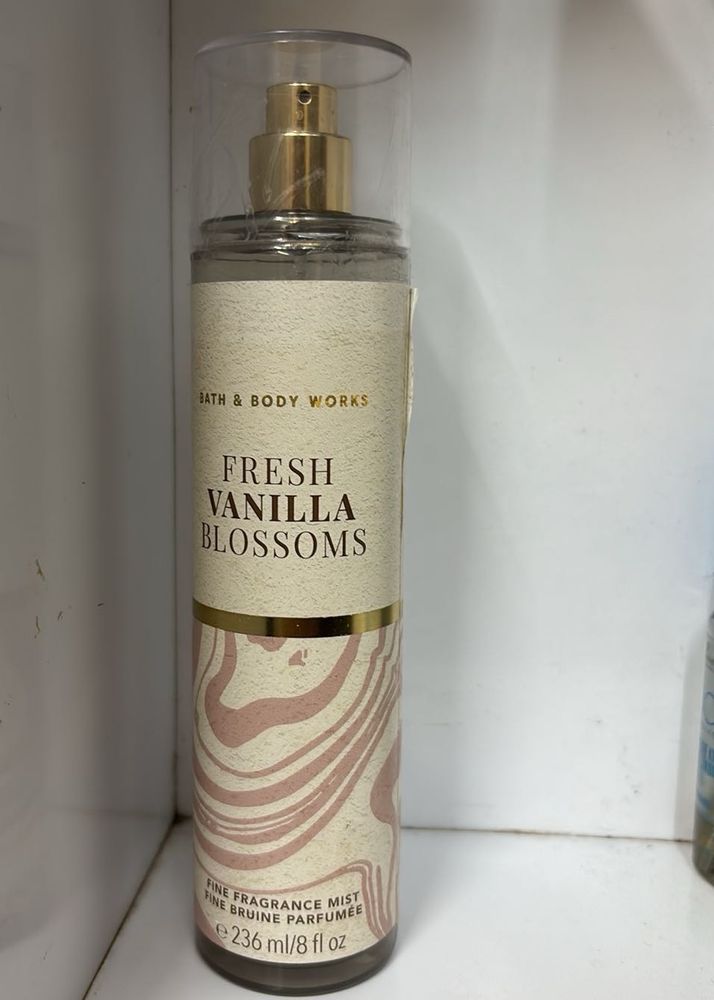 BATH & BODY WORKS
FRESH
VANILLA
BLOSSOMS
FINE FRAGRANCE MIST
FINE BRUINE PARFUMÉE
℮ 236 ml/8 fl oz